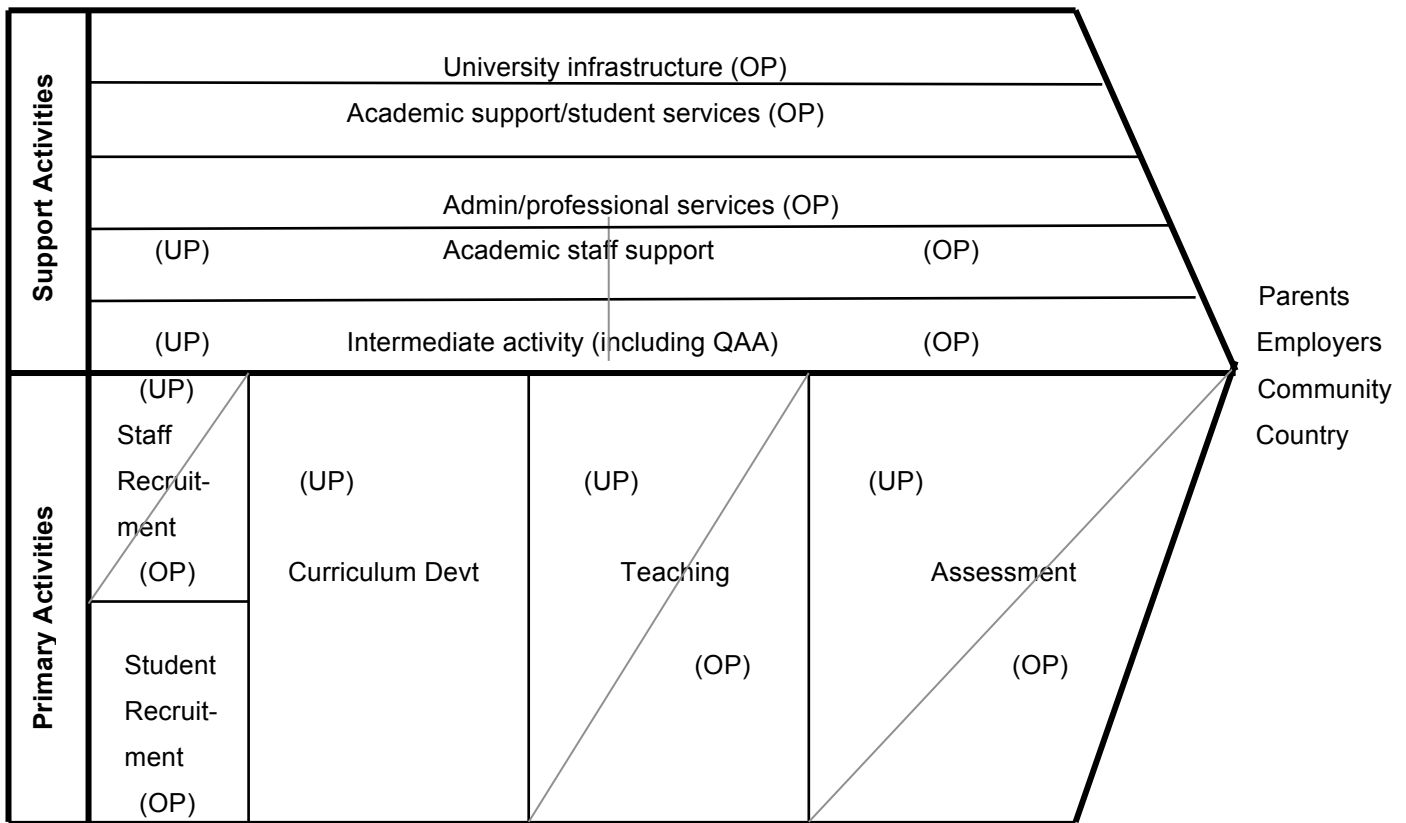 Support Activities
University infrastructure (OP)
Academic support/student services (OP)
Admin/professional services (OP)
(UP) Academic staff support (OP)
(UP) Intermediate activity (including QAA) (OP)
Parents
Employers
Community
Country
Primary Activities
(UP)
Staff
Recruit-
ment
(OP)
Student
Recruit-
ment
(OP)
(UP)
Curriculum Devt
(UP)
Teaching
(OP)
(UP)
Assessment
(OP)